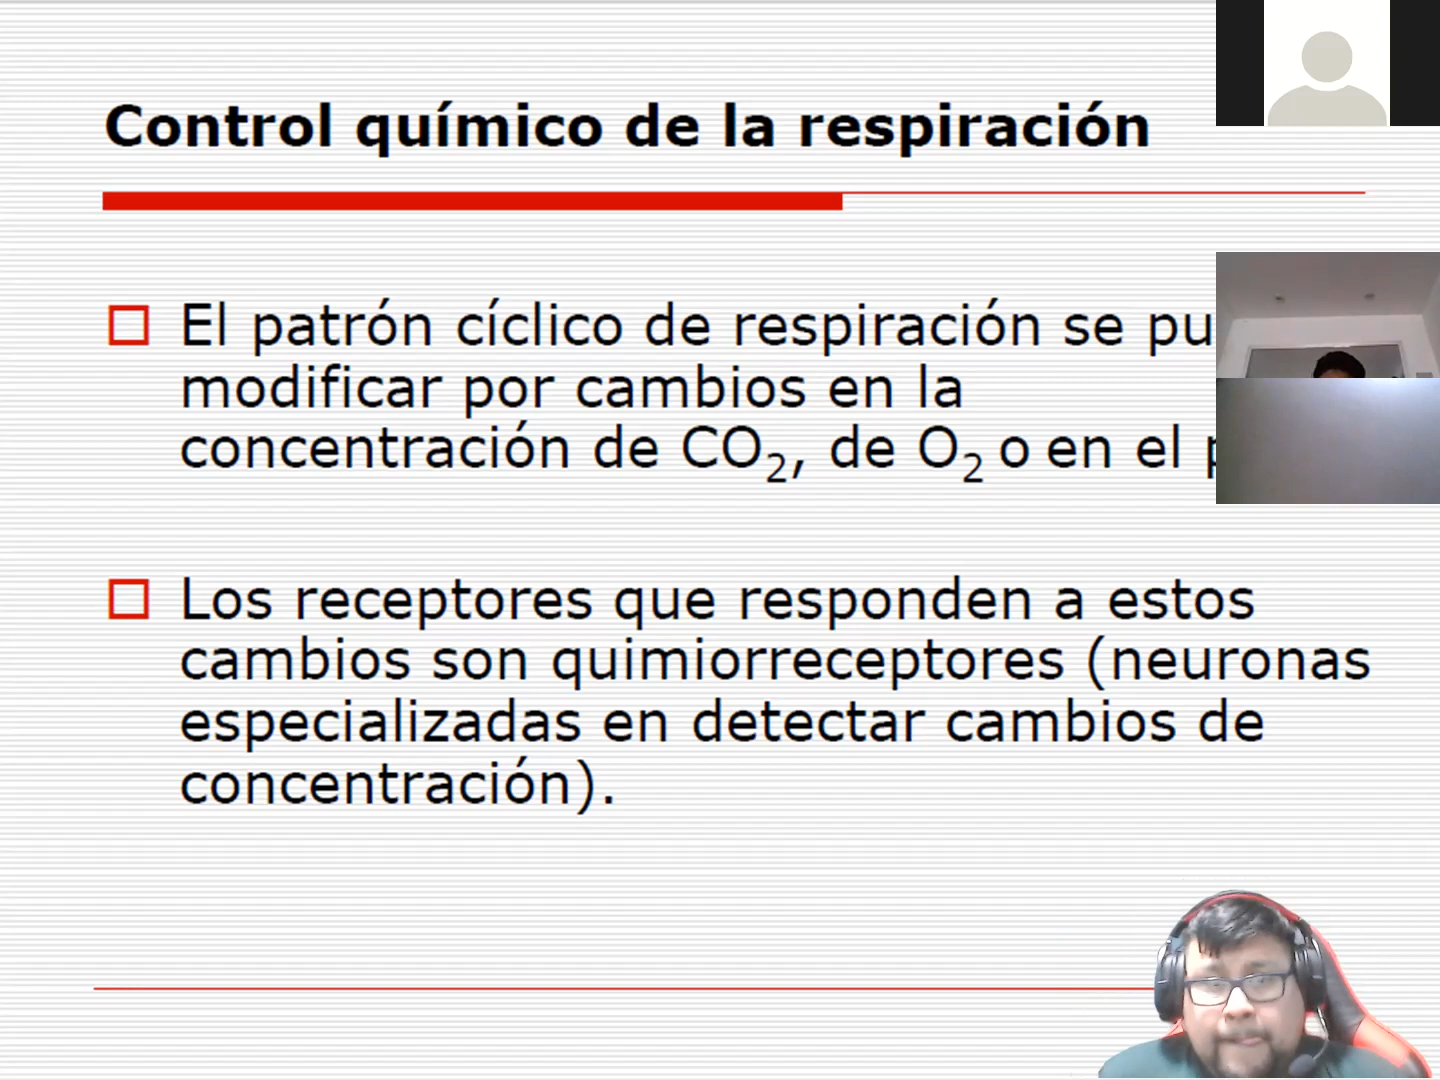 Control químico de la respiración
El patrón cíclico de respiración se
modificar por cambios en la
concentración de CO₂, de O₂ o en el
Los receptores que responden a estos
cambios son quimiorreceptores (neuronas
especializadas en detectar cambios de
concentración).